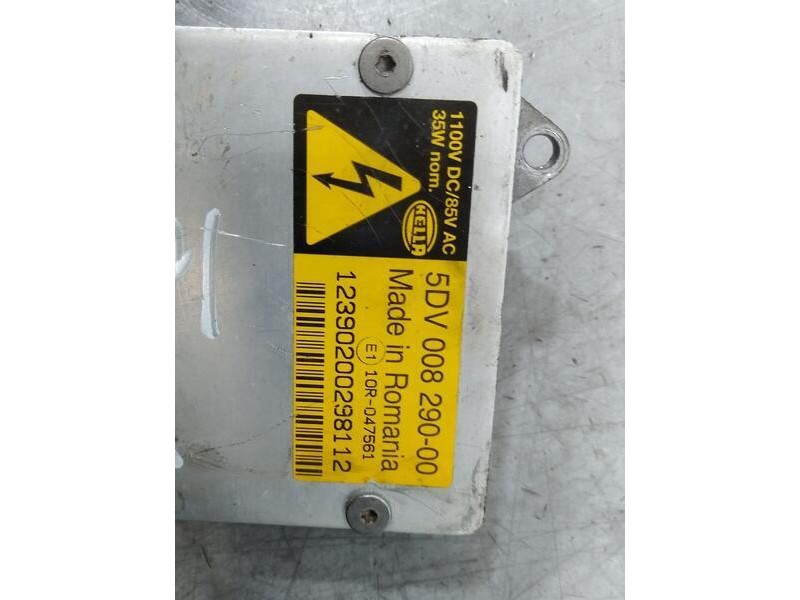 1100V DC/85V AC
35W nom.
HELLA
5DV 008 290-00
Made in Romania
E1 10R-047561
12390200298112